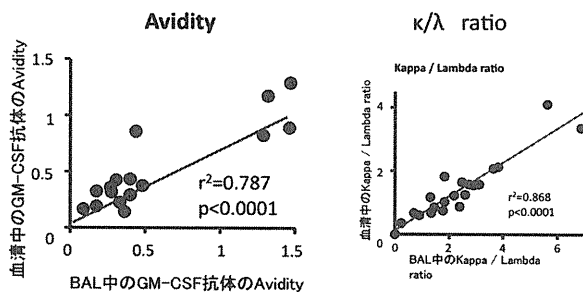 Avidity
血清中のGM-CSF抗体のAvidity
1.5
1
0.5
0
r²=0.787
p<0.0001
0
0.5
1
1.5
BAL中のGM-CSF抗体のAvidity
κ/λ ratio
Kappa / Lambda ratio
血清中のKappa / Lambda ratio
4
2
0
r²=0.868
p<0.0001
0
2
4
6
BAL中のKappa / Lambda
ratio